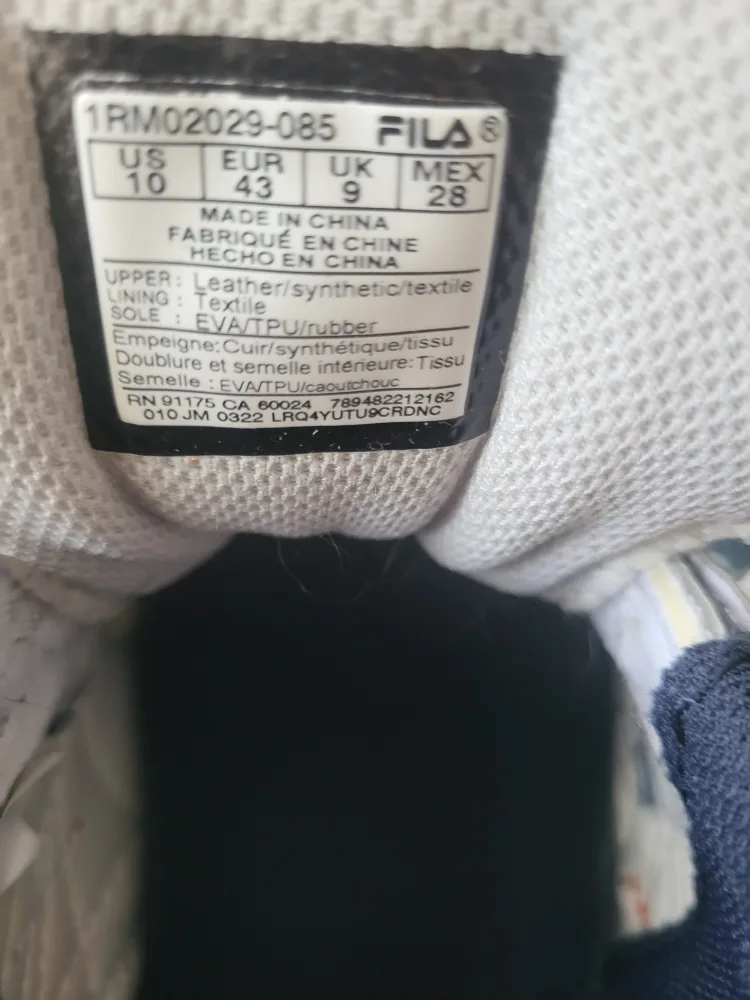 1RM02029-085 FILA®
US EUR UK MEX
10 43 9 28
MADE IN CHINA
FABRIQUÉ EN CHINE
HECHO EN CHINA
UPPER: Leather/synthetic/textile
LINING : Textile
SOLE : EVA/TPU/rubber
Empeigne:Cuir/synthétique/tissu
Doublure et semelle intérieure:Tissu
Semelle : EVA/TPU/caoutchouc
RN 91175 CA 60024 789482212162
010 JM 0322 LRQ4YUTU9CRDNC